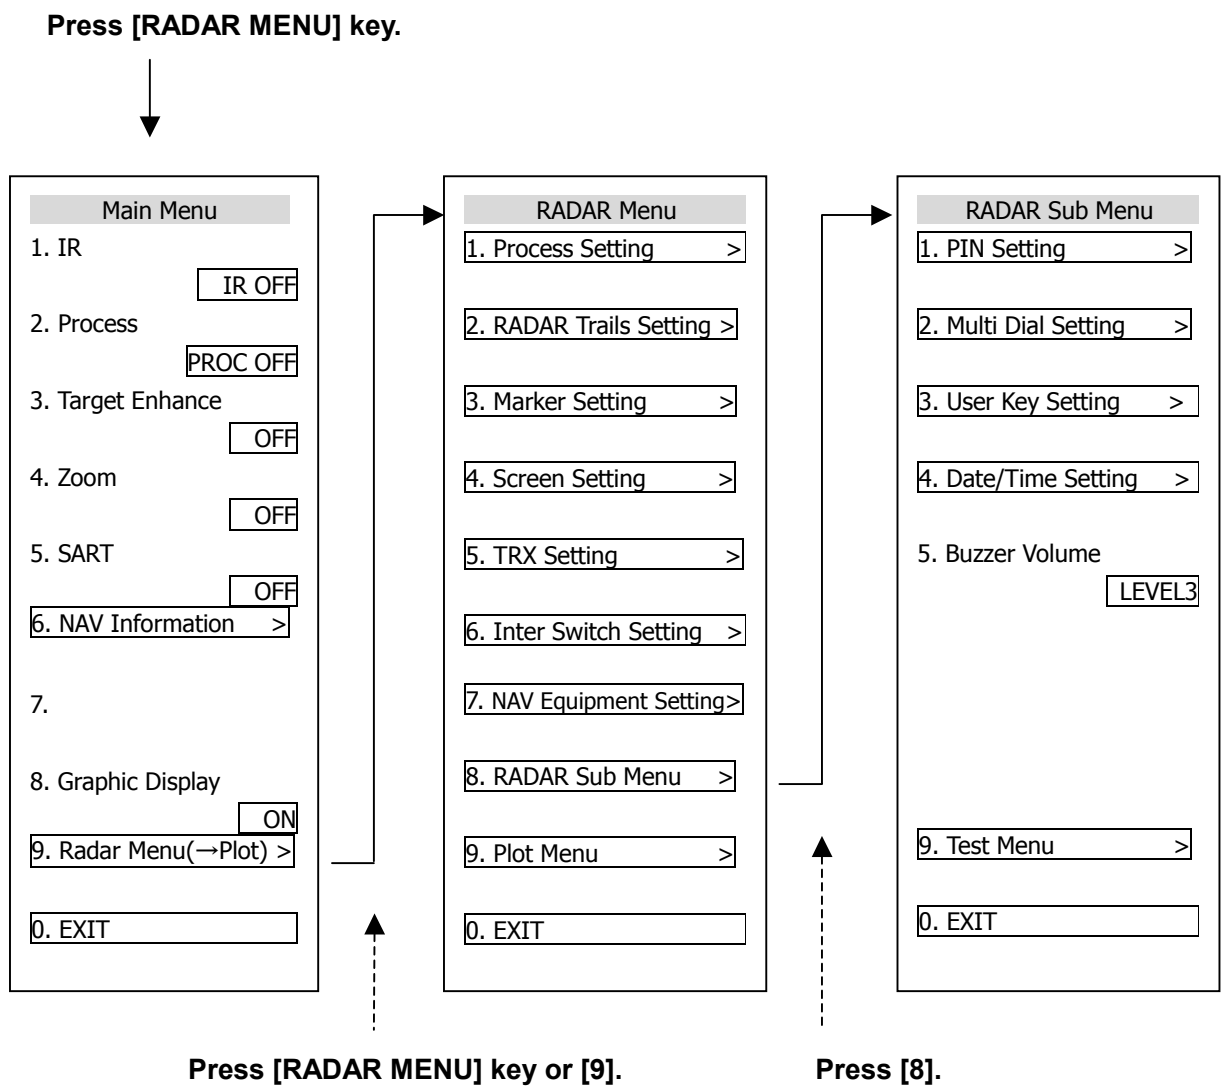 Press [RADAR MENU] key.
Main Menu
1. IR
IR OFF
2. Process
PROC OFF
3. Target Enhance
OFF
4. Zoom
OFF
5. SART
OFF
6. NAV Information >
7.
8. Graphic Display
ON
9. Radar Menu(→Plot) >
0. EXIT
RADAR Menu
1. Process Setting >
2. RADAR Trails Setting >
3. Marker Setting >
4. Screen Setting >
5. TRX Setting >
6. Inter Switch Setting >
7. NAV Equipment Setting>
8. RADAR Sub Menu >
9. Plot Menu >
0. EXIT
RADAR Sub Menu
1. PIN Setting >
2. Multi Dial Setting >
3. User Key Setting >
4. Date/Time Setting >
5. Buzzer Volume
LEVEL3
9. Test Menu >
0. EXIT
Press [RADAR MENU] key or [9].
Press [8].